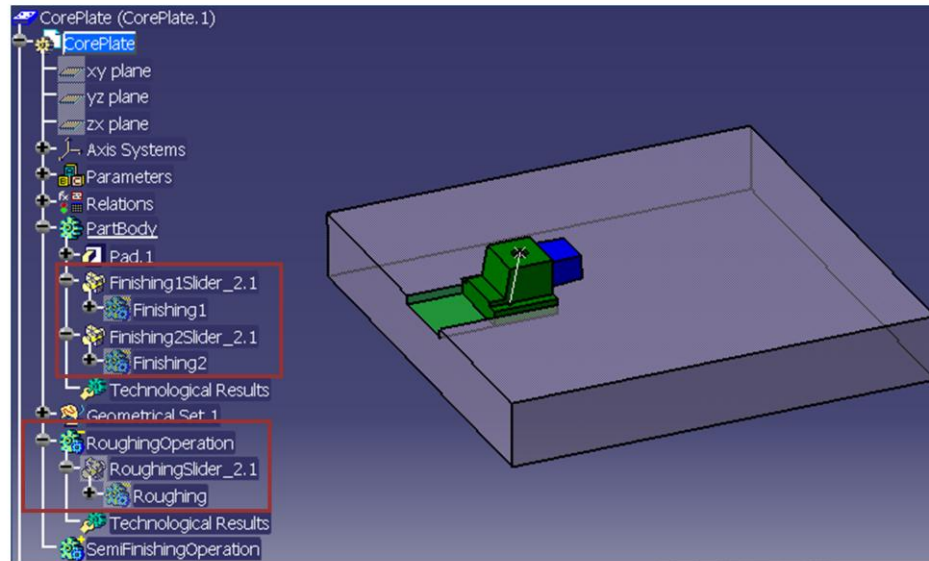 CorePlate (CorePlate.1)
CorePlate
xy plane
yz plane
zx plane
Axis Systems
Parameters
Relations
PartBody
Pad.1
Finishing1Slider_2.1
Finishing1
Finishing2Slider_2.1
Finishing2
Technological Results
Geometrical Set.1
RoughingOperation
RoughingSlider_2.1
Roughing
Technological Results
SemiFinishingOperation